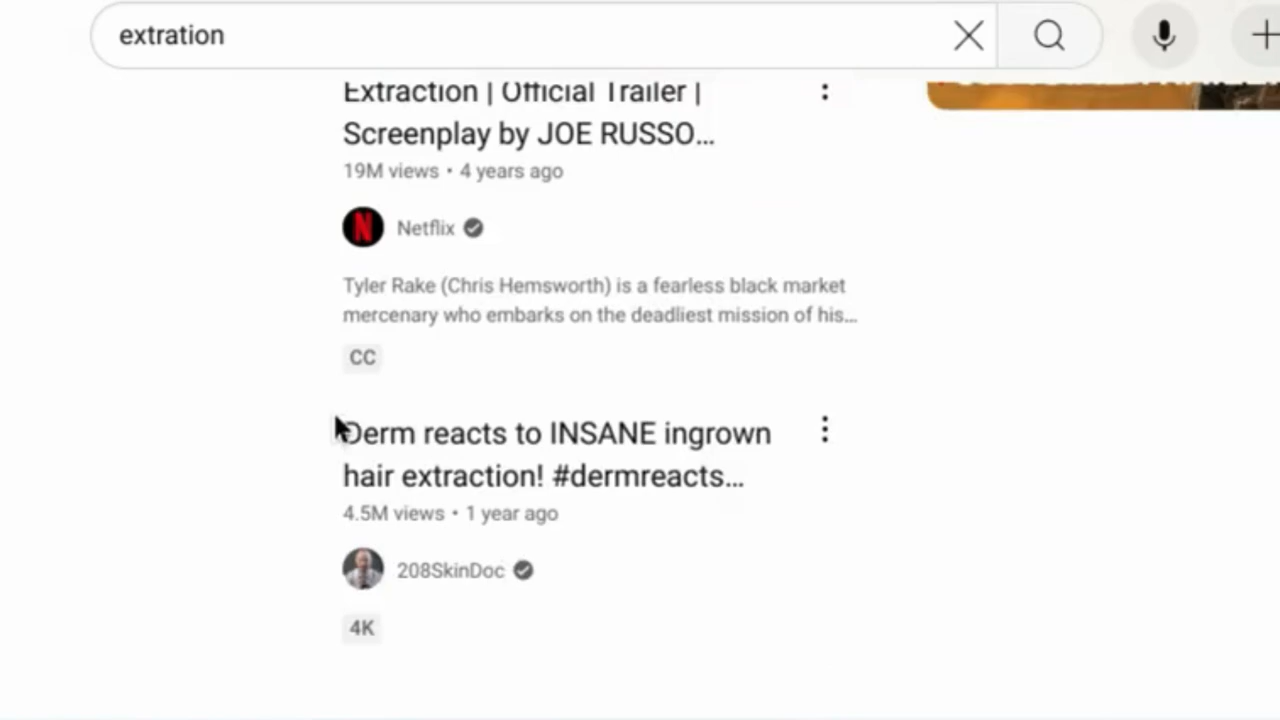 extration
Extraction | Official Trailer |
Screenplay by JOE RUSSO…
19M views • 4 years ago
Netflix
Tyler Rake (Chris Hemsworth) is a fearless black market
mercenary who embarks on the deadliest mission of his…
CC
Derm reacts to INSANE ingrown
hair extraction! #dermreacts…
4.5M views • 1 year ago
208SkinDoc
4K